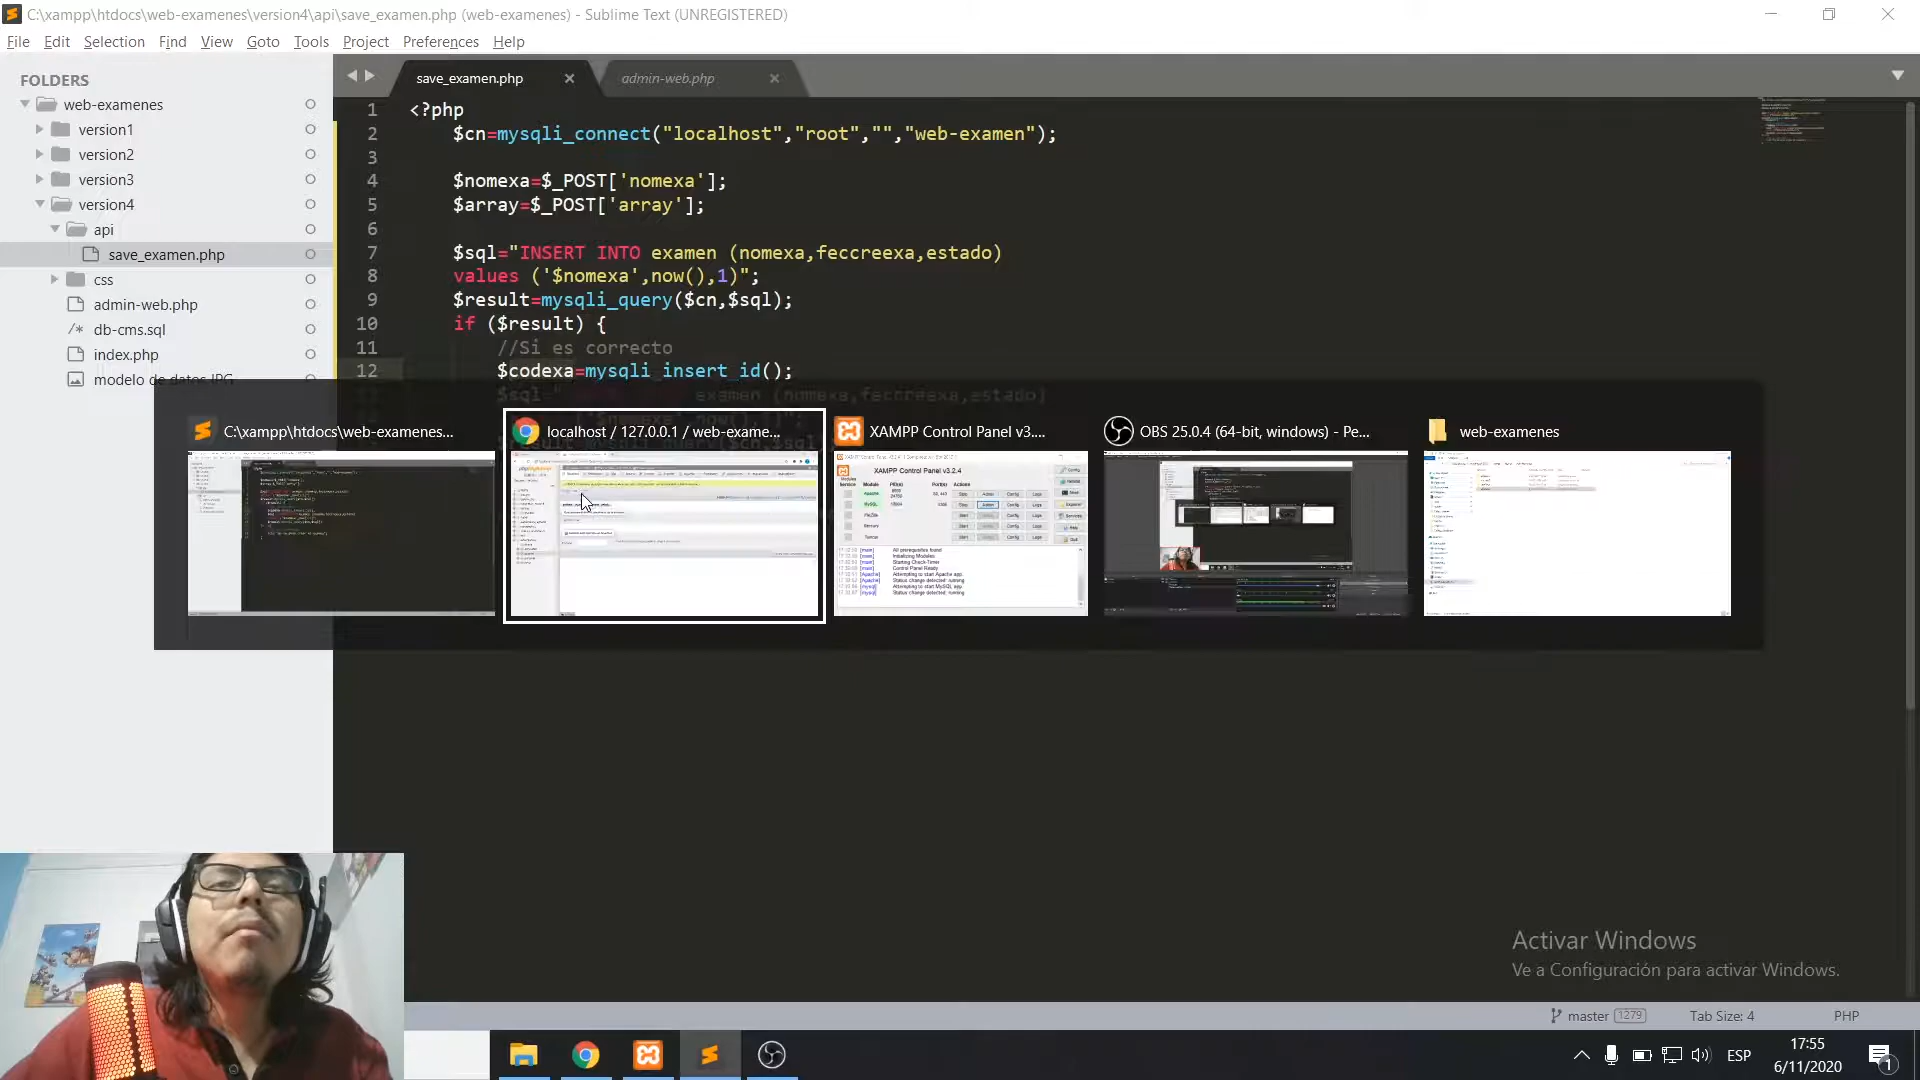 C:\xampp\htdocs\web-examenes\version4\api\save_examen.php (web-examenes) - Sublime Text (UNREGISTERED)
File Edit Selection Find View Goto Tools Project Preferences Help
FOLDERS
web-examenes
version1
version2
version3
version4
api
save_examen.php
css
admin-web.php
db-cms.sql
index.php
modelo de datos.JPG
save_examen.php
admin-web.php
1 <?php
2 $cn=mysqli_connect("localhost","root","","web-examen");
3
4 $nomexa=$_POST['nomexa'];
5 $array=$_POST['array'];
6
7 $sql="INSERT INTO examen (nomexa,feccreexa,estado)
8 values ('$nomexa',now(),1)";
9 $result=mysqli_query($cn,$sql);
10 if ($result) {
11 //Si es correcto
12 $codexa=mysqli_insert_id();
examen (nomexa,feccreexa,estado)
C:\xampp\htdocs\web-examenes...
localhost / 127.0.0.1 / web-exame...
XAMPP Control Panel v3....
OBS 25.0.4 (64-bit, windows) - Pe...
web-examenes
XAMPP Control Panel v3.2.4
Activar Windows
Ve a Configuración para activar Windows.
master 1279
Tab Size: 4
PHP
ESP
17:55
6/11/2020
1